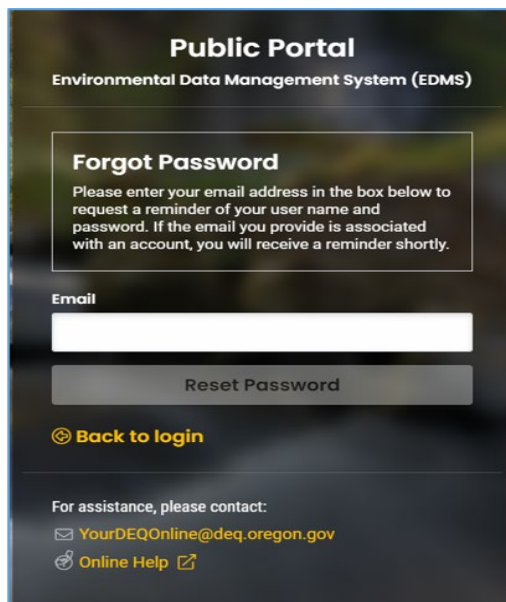 Public Portal
Environmental Data Management System (EDMS)
Forgot Password
Please enter your email address in the box below to
request a reminder of your user name and
password. If the email you provide is associated
with an account, you will receive a reminder shortly.
Email
Reset Password
Back to login
For assistance, please contact:
YourDEQOnline@deq.oregon.gov
Online Help